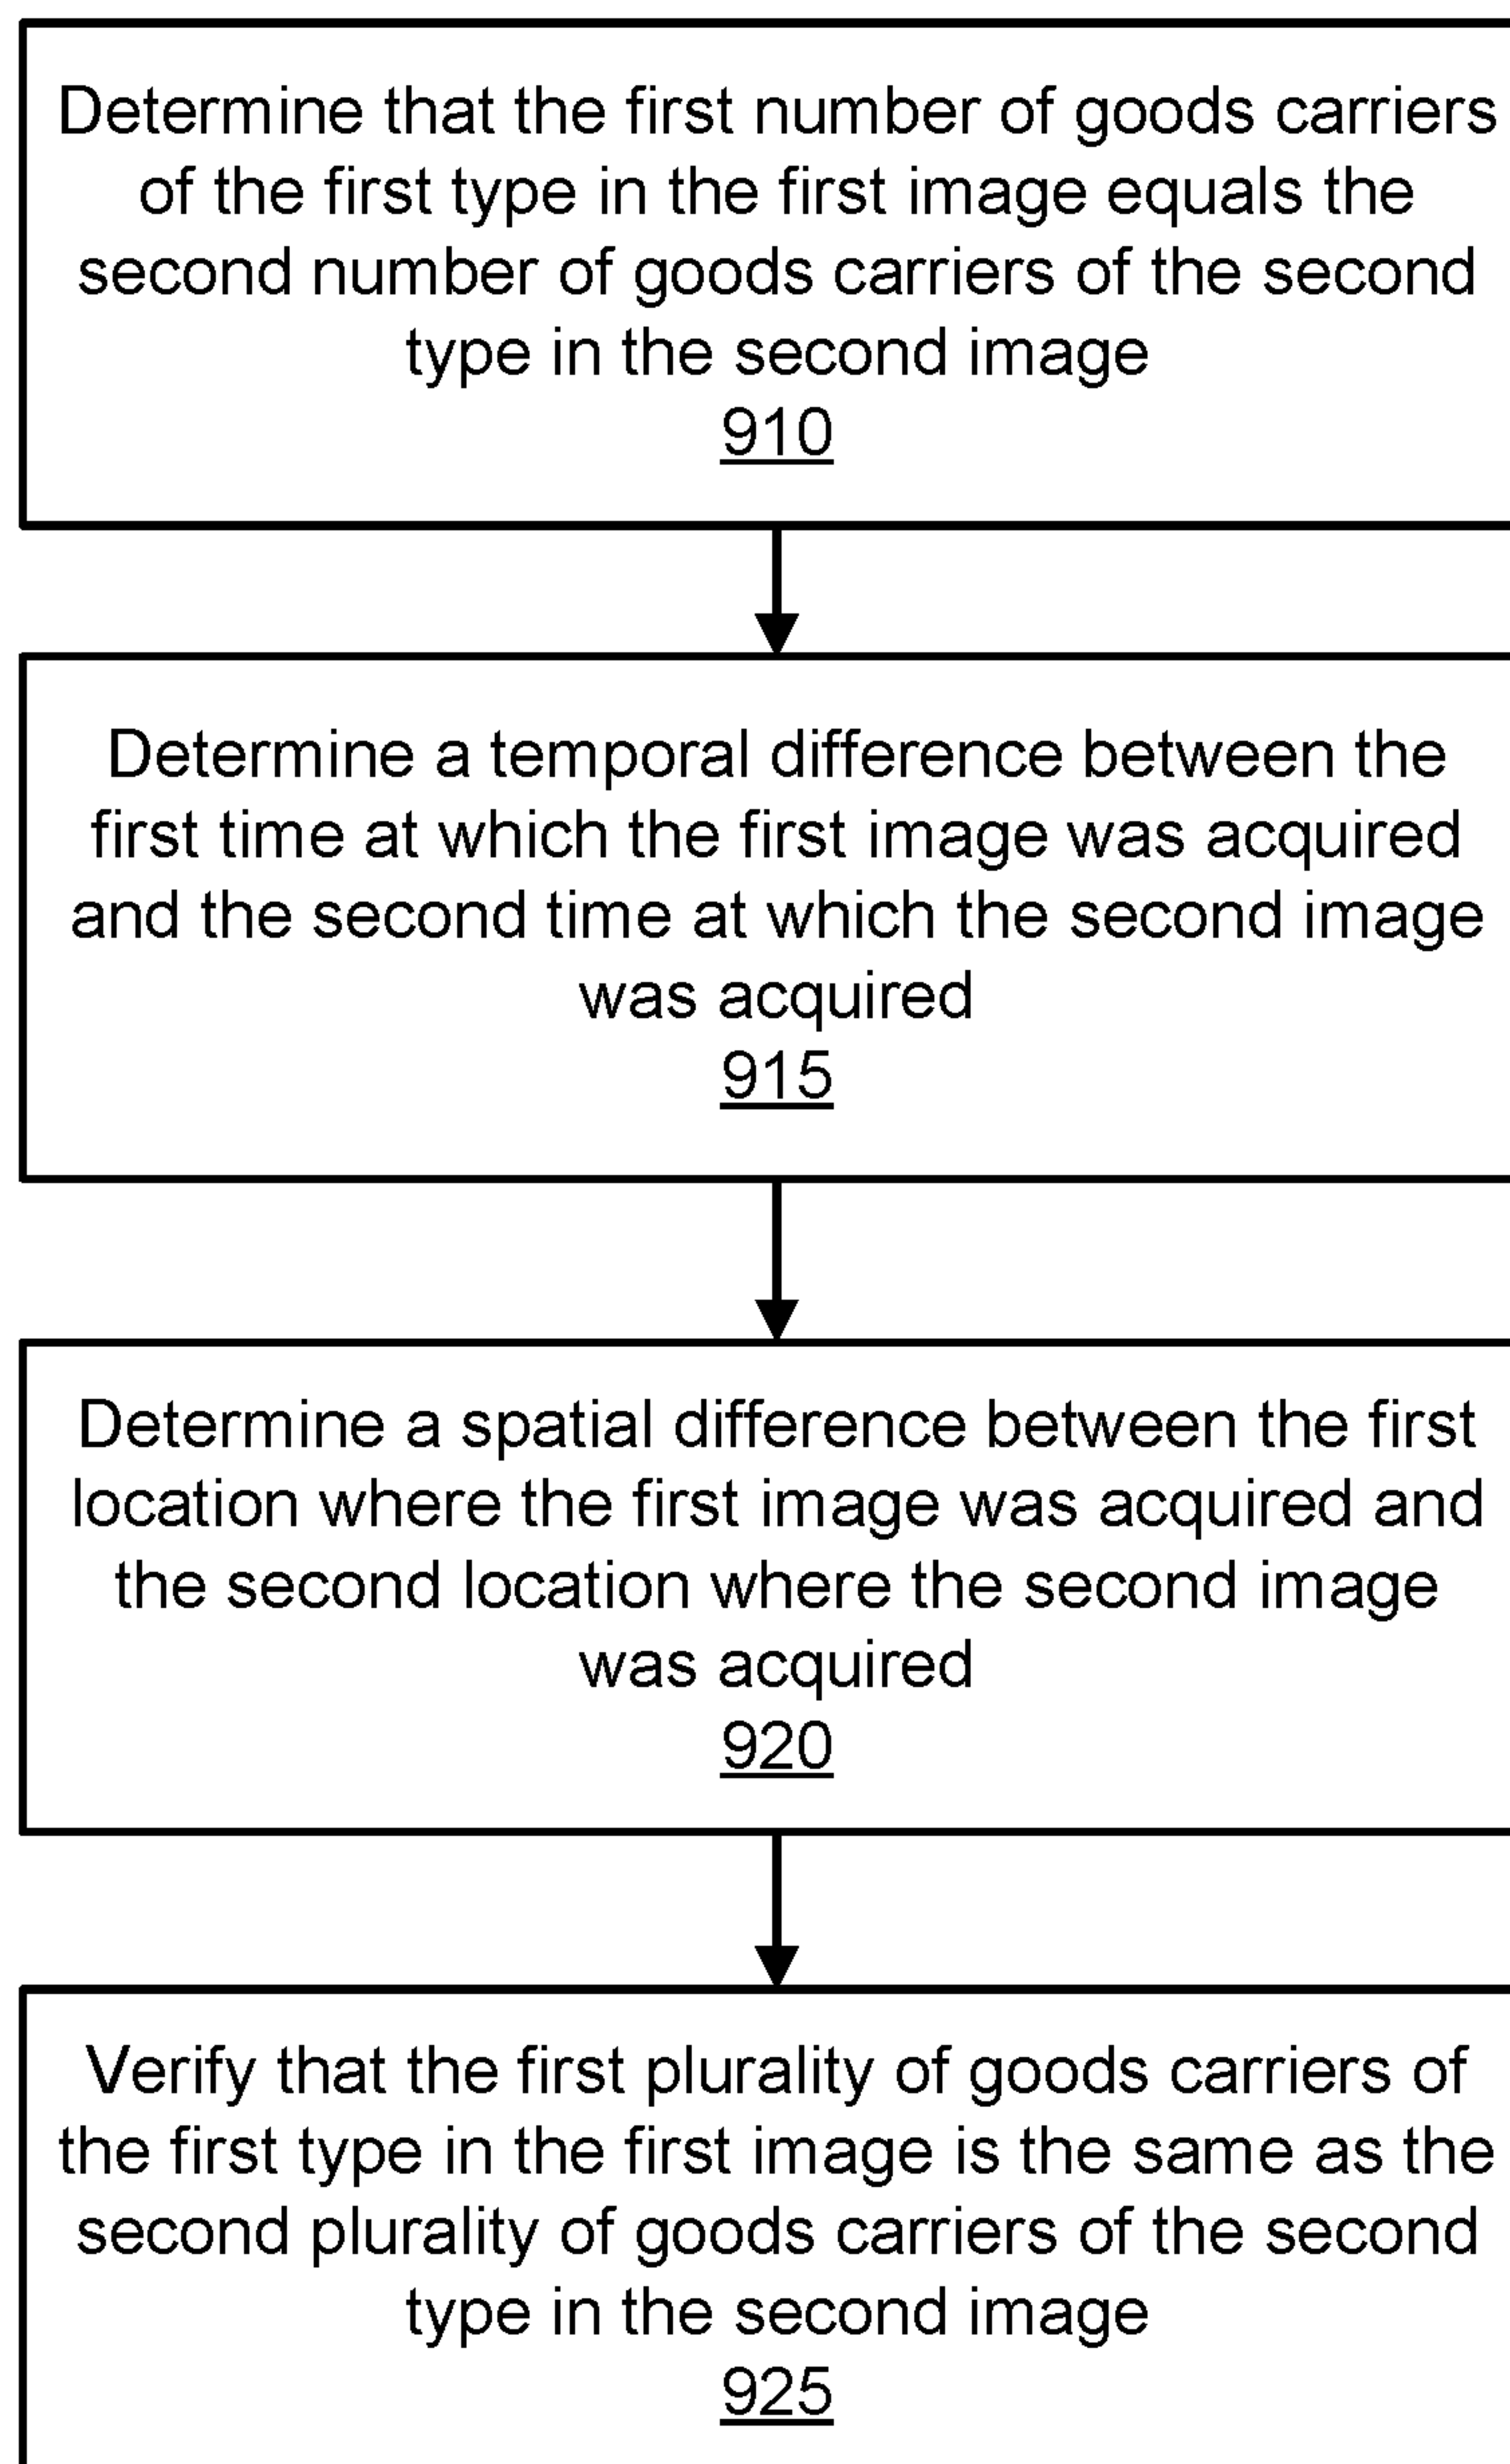 Determine that the first number of goods carriers
of the first type in the first image equals the
second number of goods carriers of the second
type in the second image
910
Determine a temporal difference between the
first time at which the first image was acquired
and the second time at which the second image
was acquired
915
Determine a spatial difference between the first
location where the first image was acquired and
the second location where the second image
was acquired
920
Verify that the first plurality of goods carriers of
the first type in the first image is the same as the
second plurality of goods carriers of the second
type in the second image
925